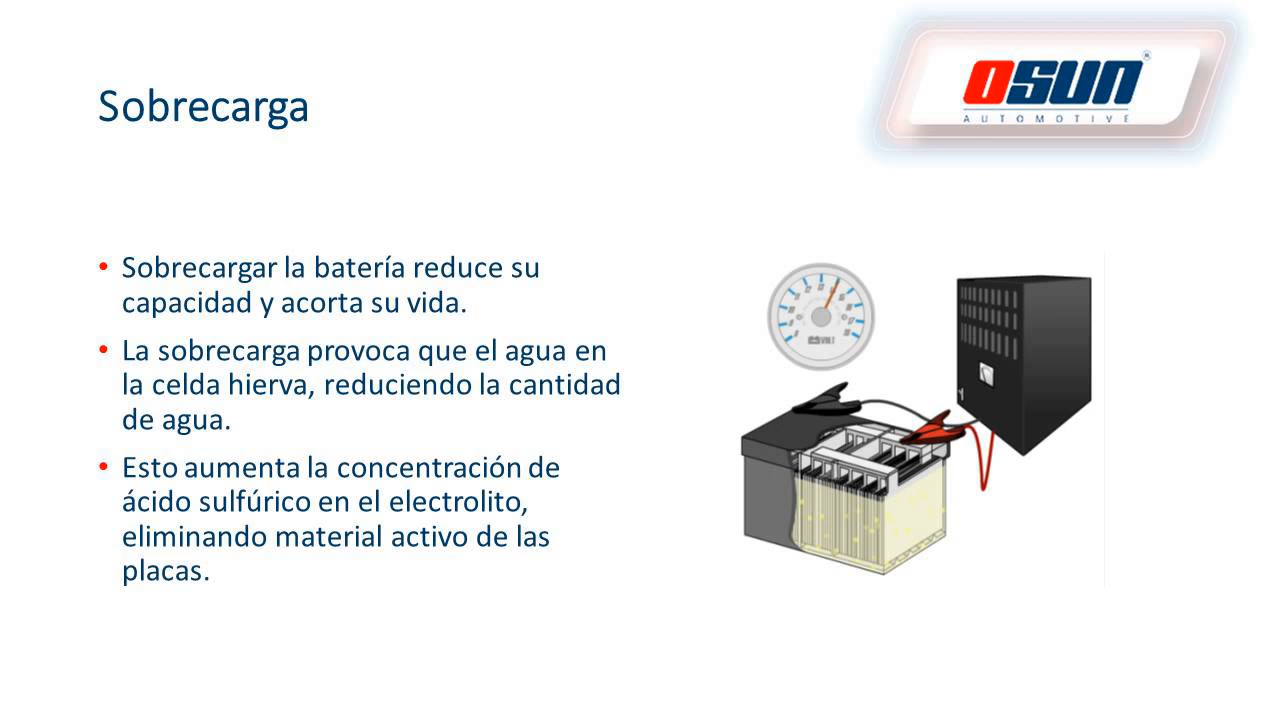 Sobrecarga
OSUN®
AUTOMOTIVE
• Sobrecargar la batería reduce su
capacidad y acorta su vida.
• La sobrecarga provoca que el agua en
la celda hierva, reduciendo la cantidad
de agua.
• Esto aumenta la concentración de
ácido sulfúrico en el electrolito,
eliminando material activo de las
placas.